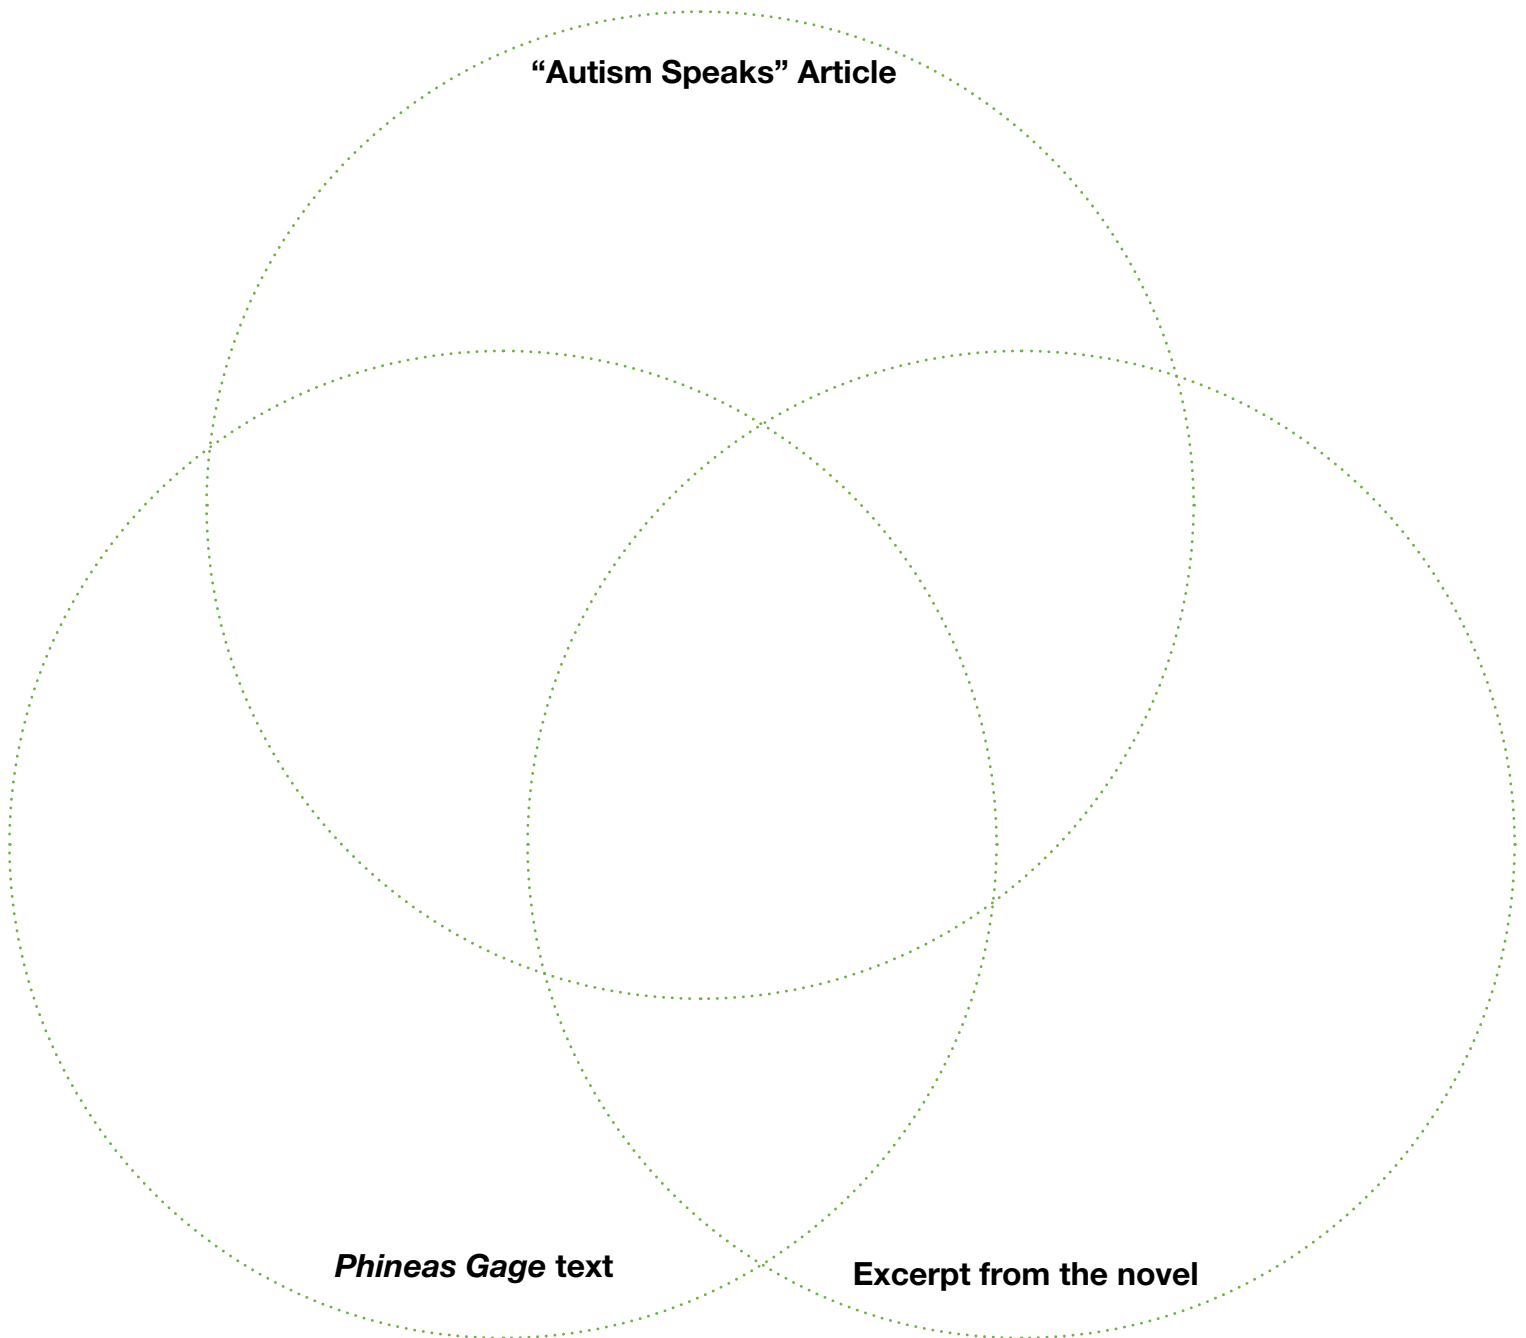 “Autism Speaks” Article
Phineas Gage text
Excerpt from the novel